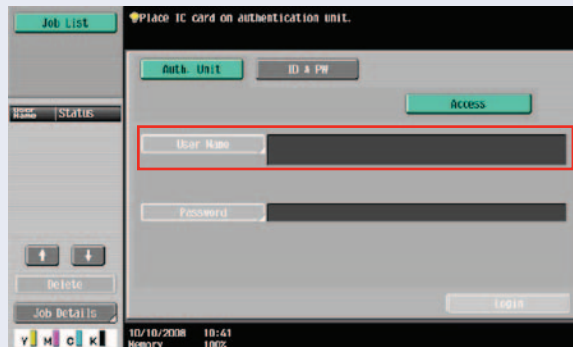 Job List
Place IC card on authentication unit.
Auth. Unit
ID & PW
Access
User Name
Status
User Name
Password
Delete
Job Details
Login
Y M C K
10/10/2008 10:41
Memory 100%